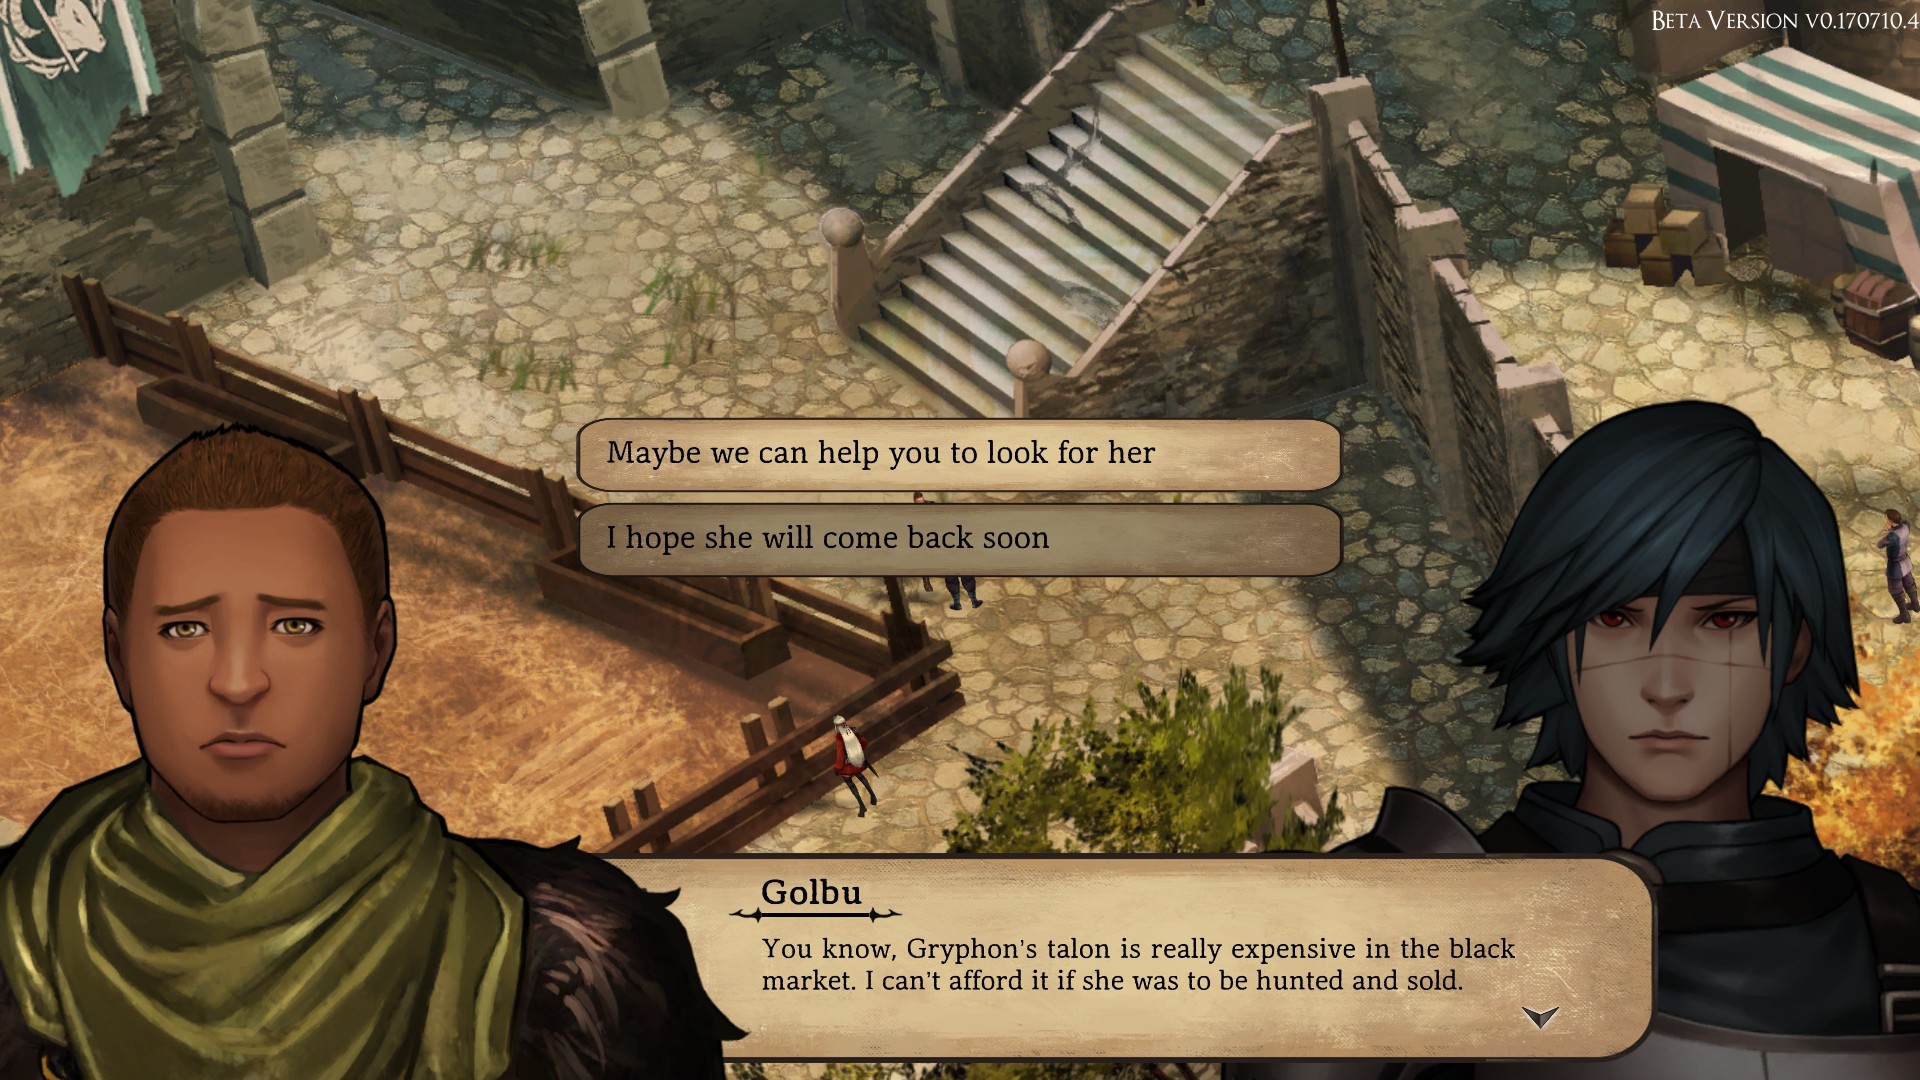 Beta Version v0.170710.4
Maybe we can help you to look for her
I hope she will come back soon
Golbu
You know, Gryphon's talon is really expensive in the black
market. I can't afford it if she was to be hunted and sold.